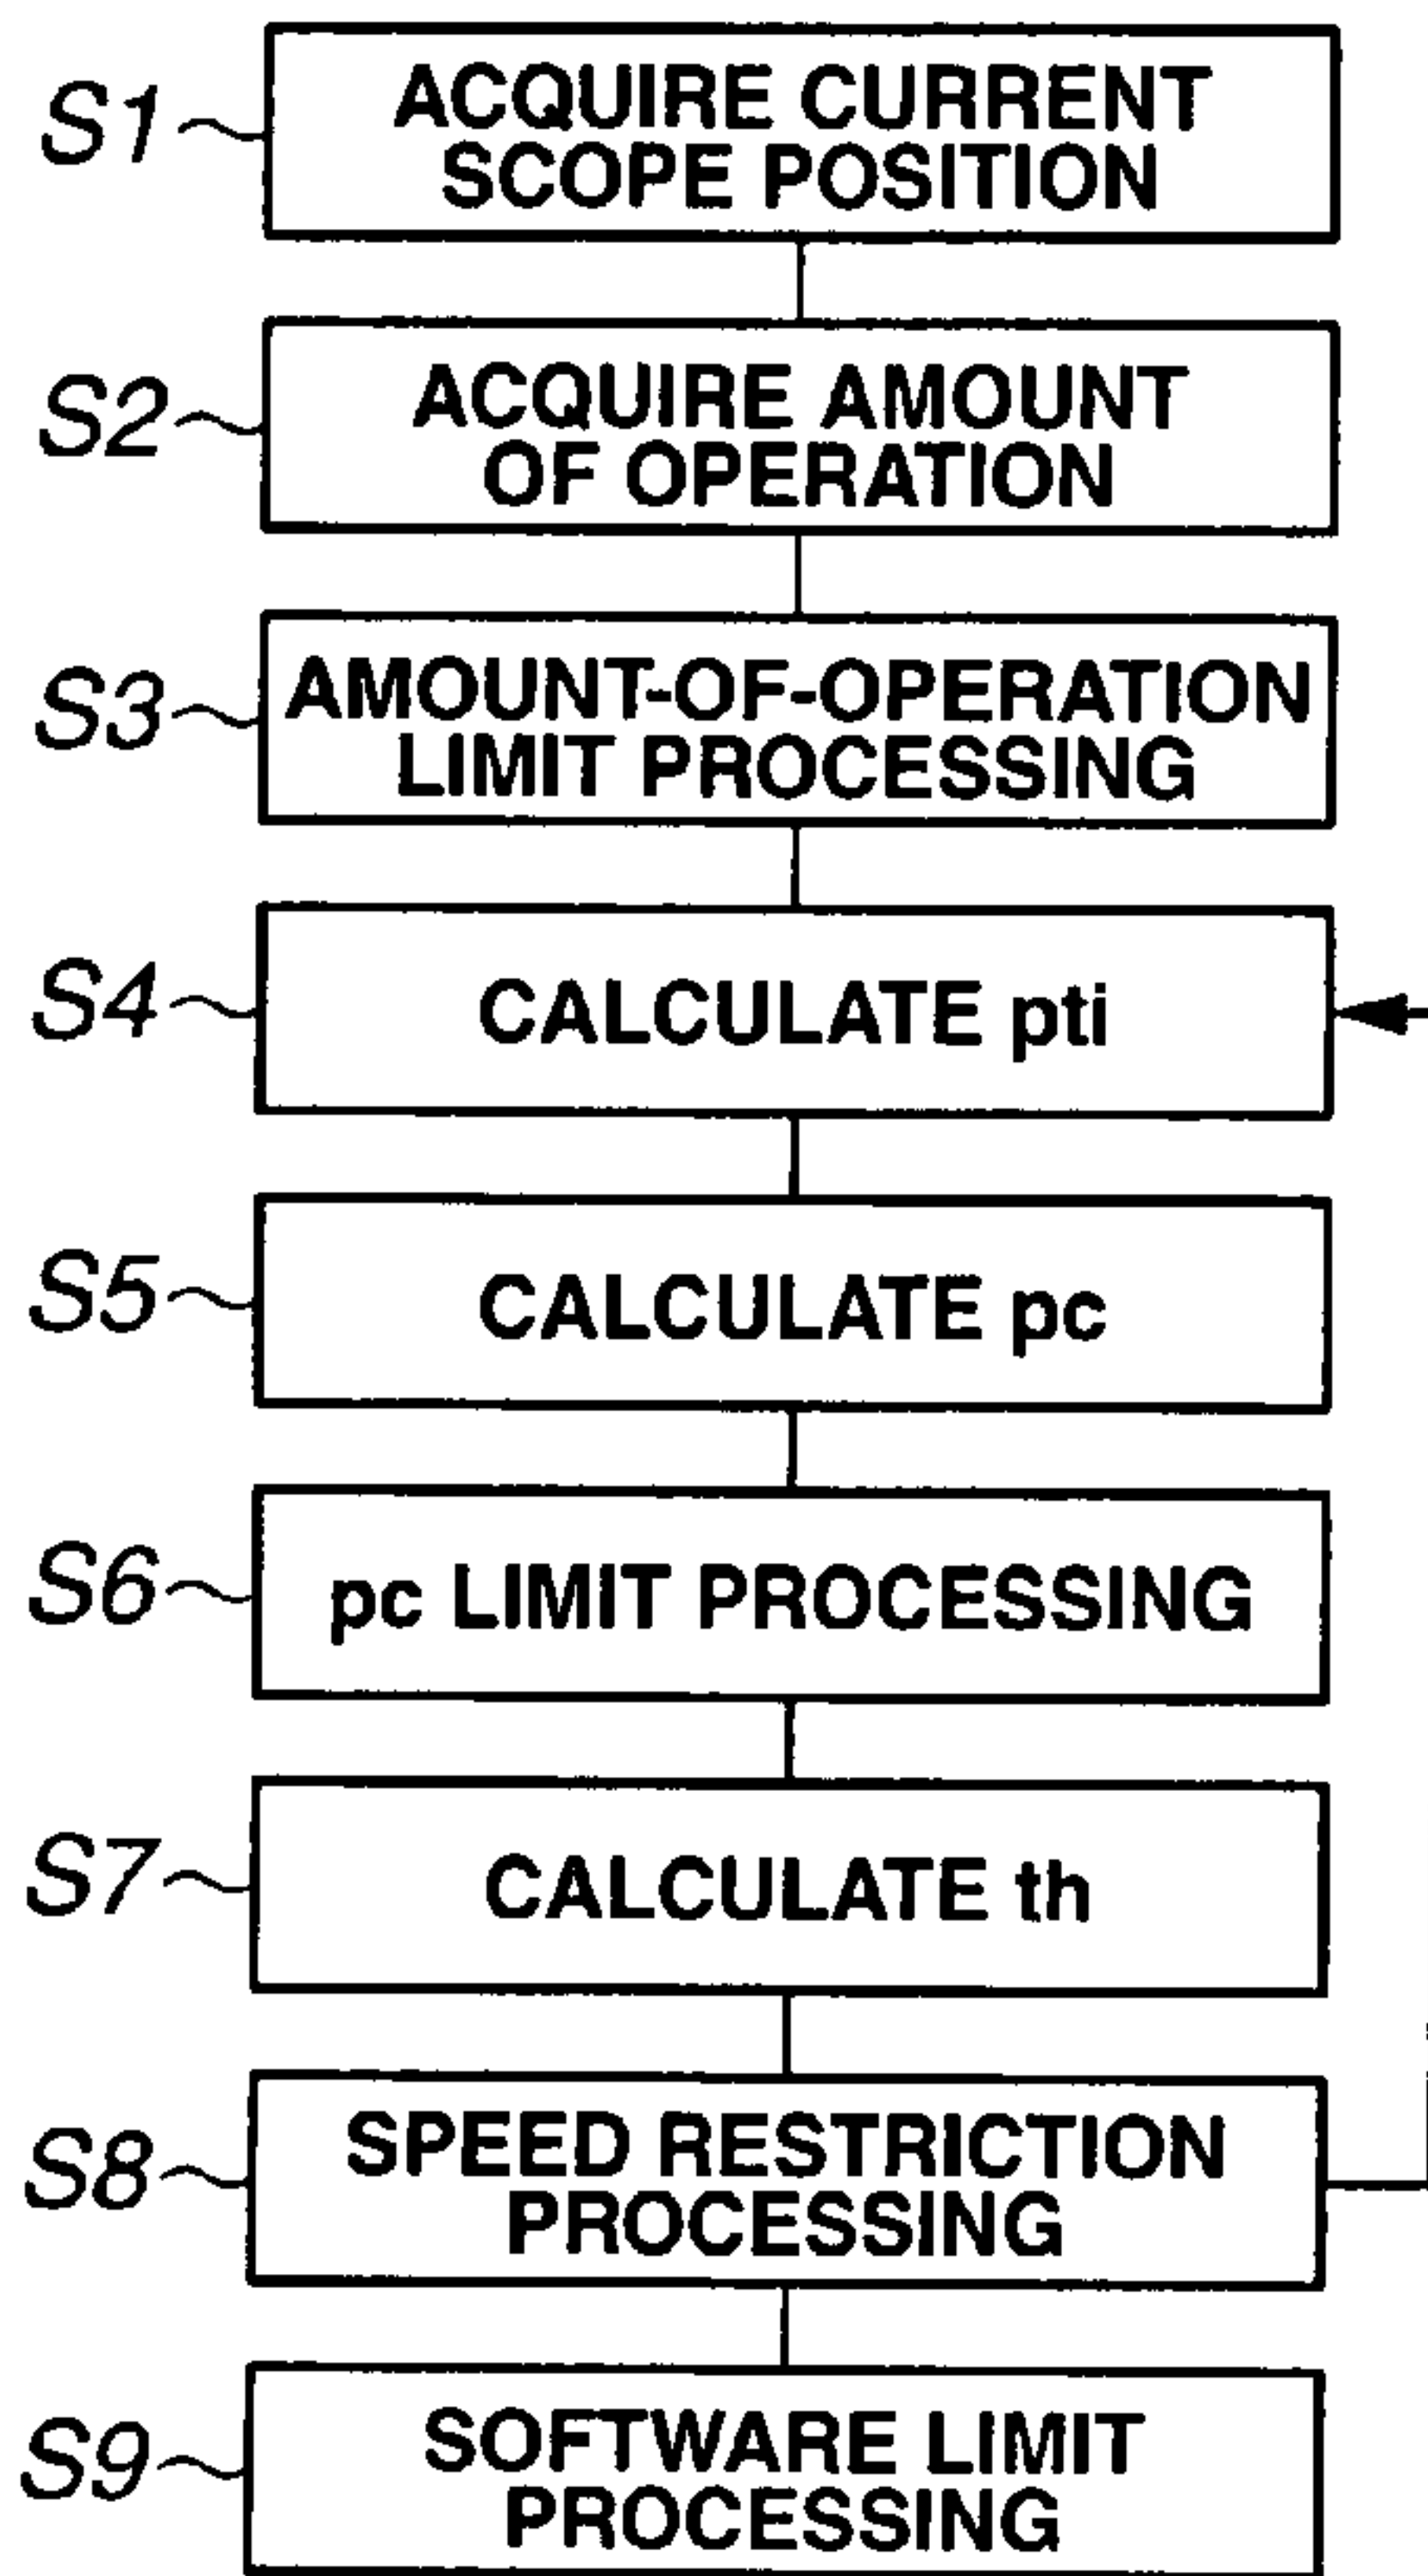 S1
ACQUIRE CURRENT
SCOPE POSITION
S2
ACQUIRE AMOUNT
OF OPERATION
S3
AMOUNT-OF-OPERATION
LIMIT PROCESSING
S4
CALCULATE pti
S5
CALCULATE pc
S6
pc LIMIT PROCESSING
S7
CALCULATE th
S8
SPEED RESTRICTION
PROCESSING
S9
SOFTWARE LIMIT
PROCESSING